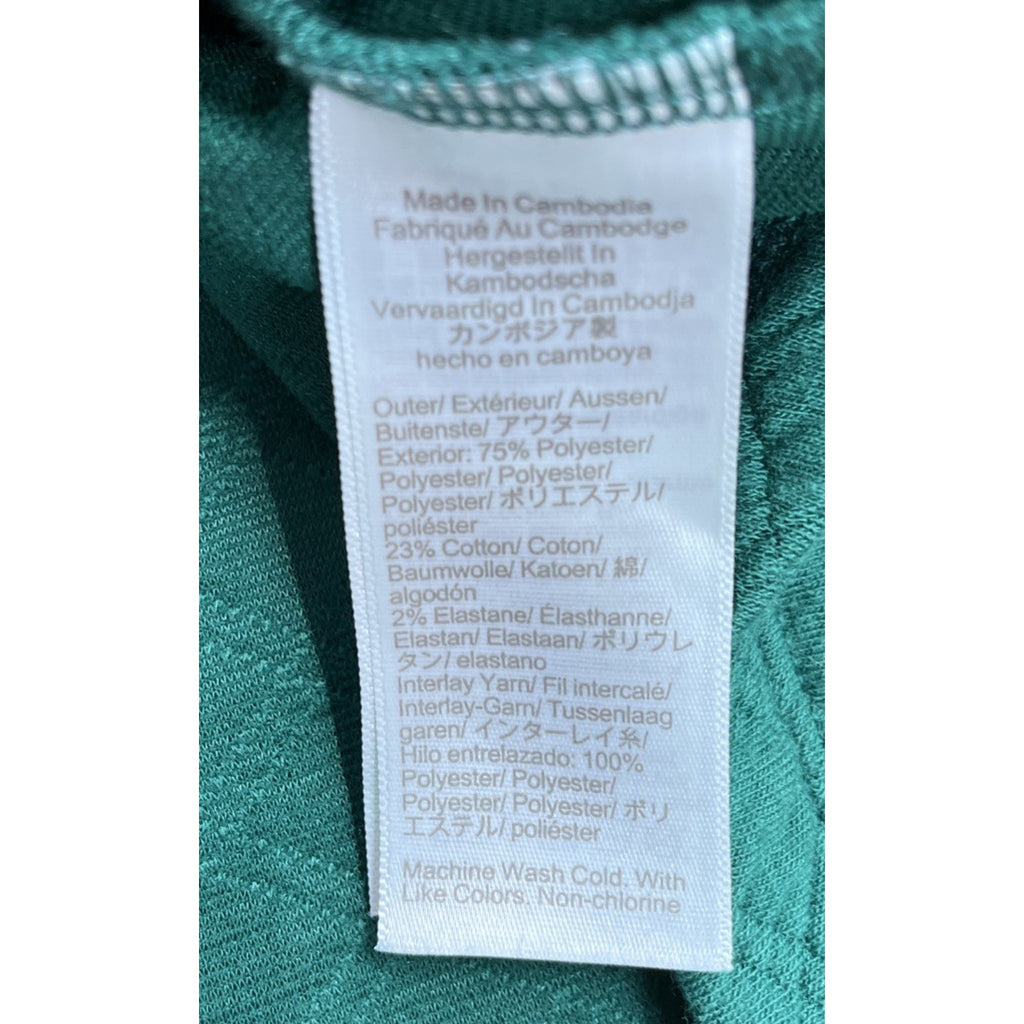 Made In Cambodia
Fabriqué Au Cambodge
Hergestellt In
Kambodscha
Vervaardigd In Cambodja
カンボジア製
hecho en camboya
Outer/ Extérieur/ Aussen/
Buitenste/ アウター/
Exterior: 75% Polyester/
Polyester/ Polyester/
Polyester/ ポリエステル/
poliéster
23% Cotton/ Coton/
Baumwolle/ Katoen/ 綿/
algodón
2% Elastane/ Élasthanne/
Elastan/ Elastaan/ ポリウレ
タン/ elastano
Interlay Yarn/ Fil intercalé/
Interlay-Garn/ Tussenlaag
garen/ インターレイ糸/
Hilo entrelazado: 100%
Polyester/ Polyester/
Polyester/ Polyester/ ポリ
エステル/ poliéster
Machine Wash Cold. With
Like Colors. Non-chlorine